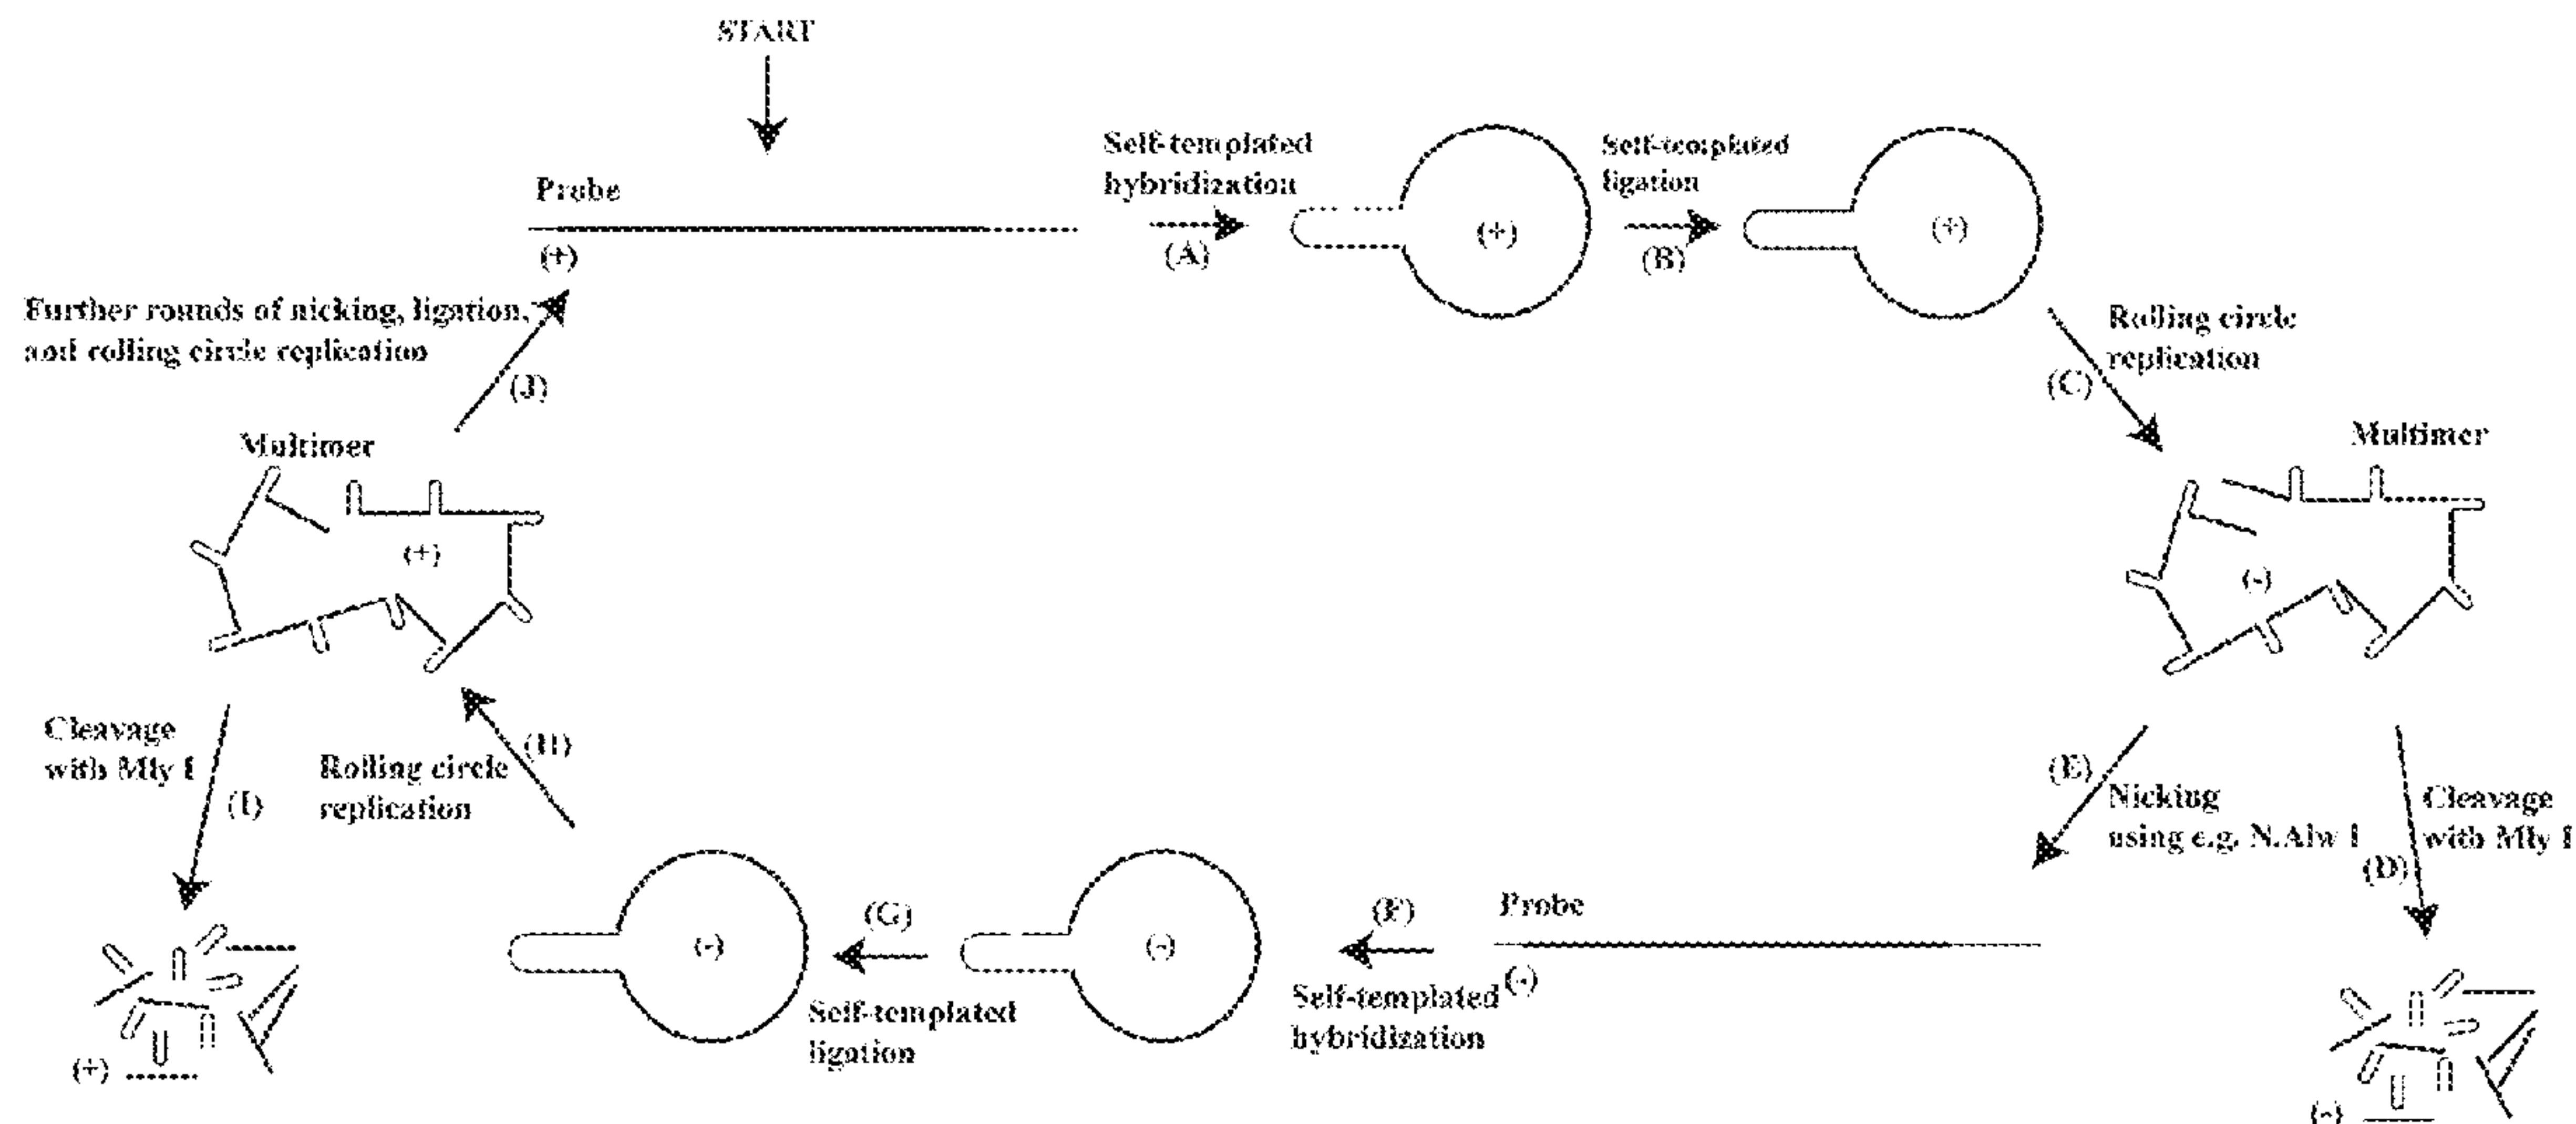 START
Probe
(+)
Self-templated
hybridization
(A)
(+)
Self-templated
ligation
(B)
(+)
Rolling circle
replication
(C)
Multimer
(-)
(E)
Nicking
using e.g. N.Alw I
Cleavage
with Mly I
(D)
(-)
Probe
(-)
(F)
Self-templated
hybridization
(-)
(G)
Self-templated
ligation
(-)
(H)
Rolling circle
replication
Multimer
(+)
Cleavage
with Mly I
(I)
(+)
Further rounds of nicking, ligation,
and rolling circle replication
(J)